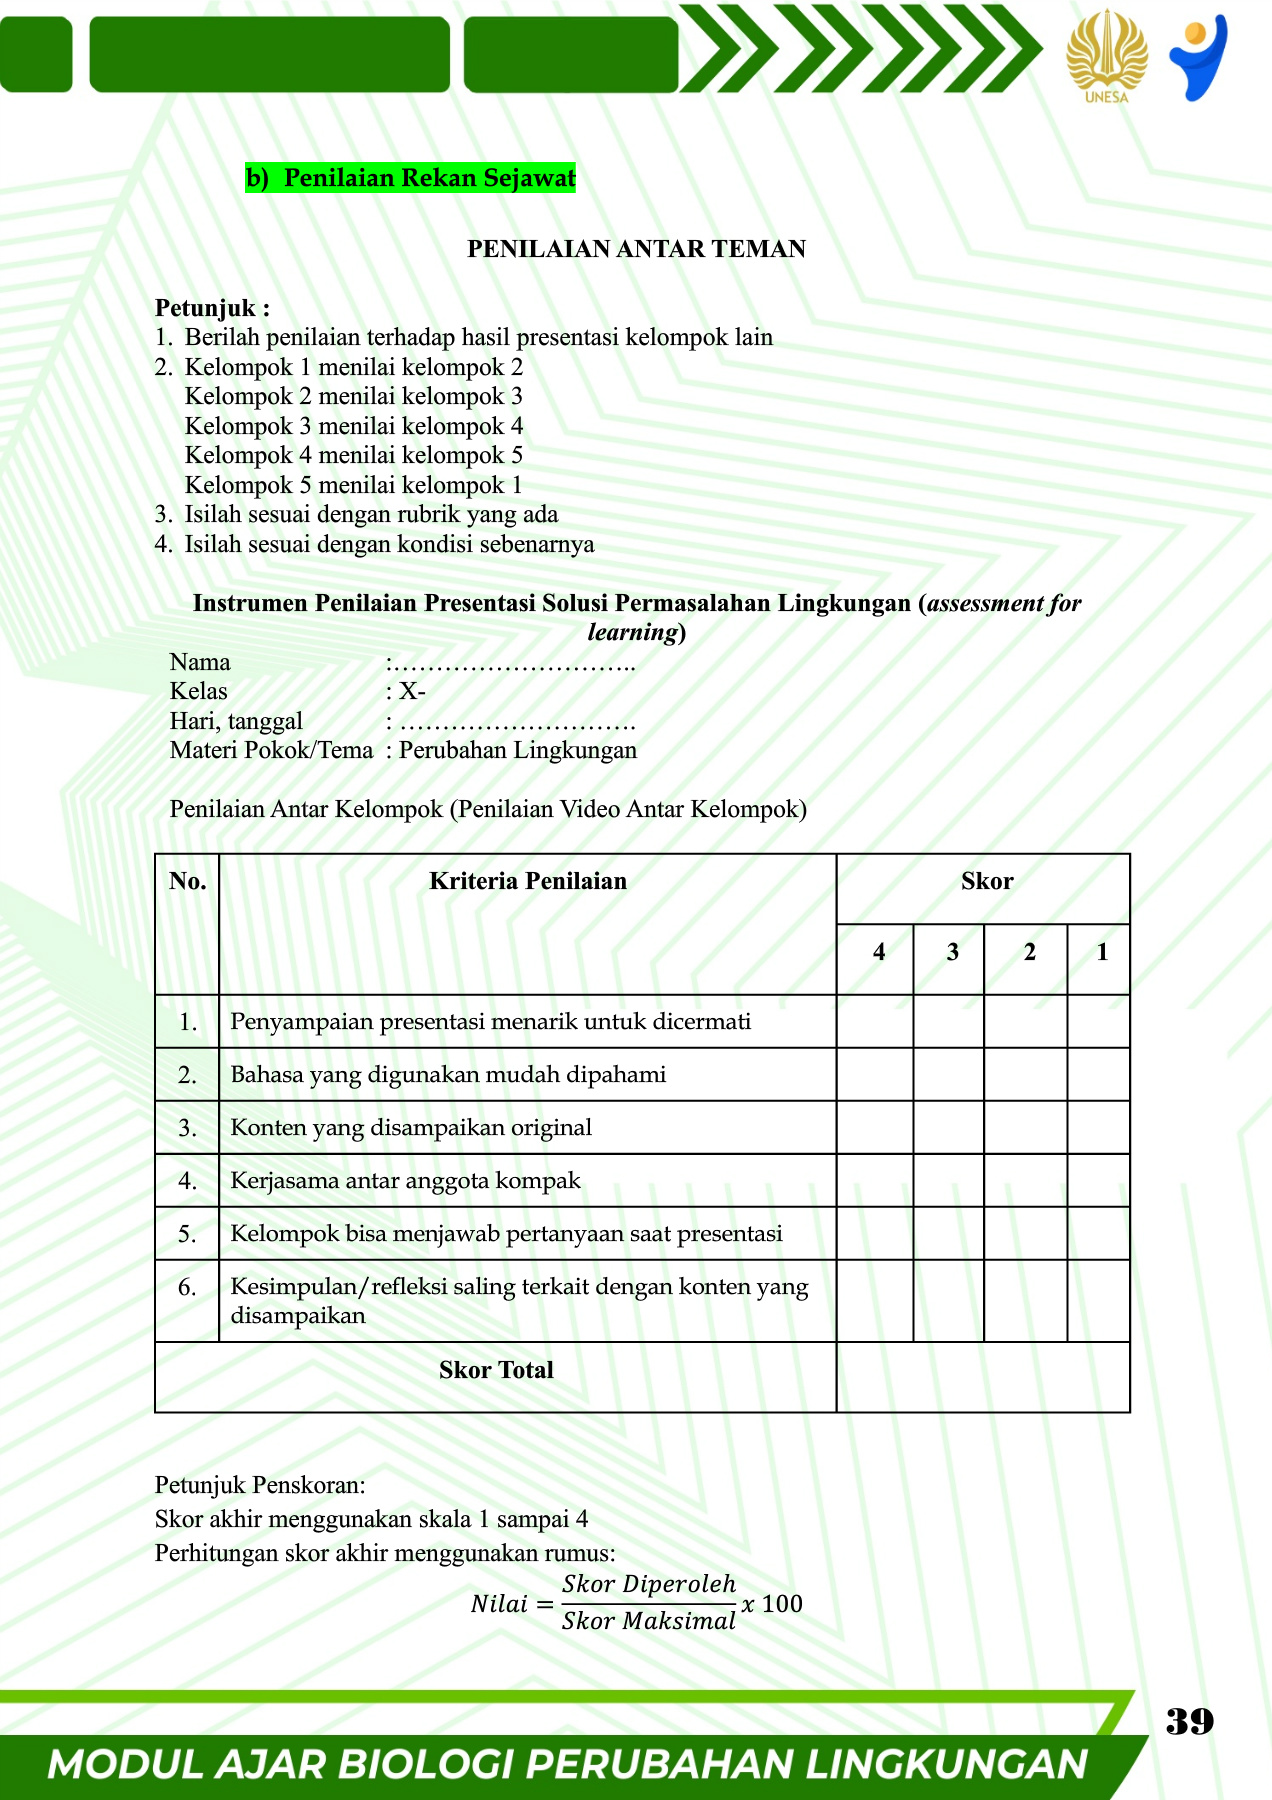 UNESA
b) Penilaian Rekan Sejawat
PENILAIAN ANTAR TEMAN
Petunjuk :
1. Berilah penilaian terhadap hasil presentasi kelompok lain
2. Kelompok 1 menilai kelompok 2
Kelompok 2 menilai kelompok 3
Kelompok 3 menilai kelompok 4
Kelompok 4 menilai kelompok 5
Kelompok 5 menilai kelompok 1
3. Isilah sesuai dengan rubrik yang ada
4. Isilah sesuai dengan kondisi sebenarnya
Instrumen Penilaian Presentasi Solusi Permasalahan Lingkungan (assessment for
learning)
Nama :………………………..
Kelas : X-
Hari, tanggal : ……………………….
Materi Pokok/Tema : Perubahan Lingkungan
Penilaian Antar Kelompok (Penilaian Video Antar Kelompok)
No. Kriteria Penilaian Skor
4 3 2 1
1. Penyampaian presentasi menarik untuk dicermati
2. Bahasa yang digunakan mudah dipahami
3. Konten yang disampaikan original
4. Kerjasama antar anggota kompak
5. Kelompok bisa menjawab pertanyaan saat presentasi
6. Kesimpulan/refleksi saling terkait dengan konten yang
disampaikan
Skor Total
Petunjuk Penskoran:
Skor akhir menggunakan skala 1 sampai 4
Perhitungan skor akhir menggunakan rumus:
Skor Diperoleh
Nilai = x 100
Skor Maksimal
39
MODUL AJAR BIOLOGI PERUBAHAN LINGKUNGAN